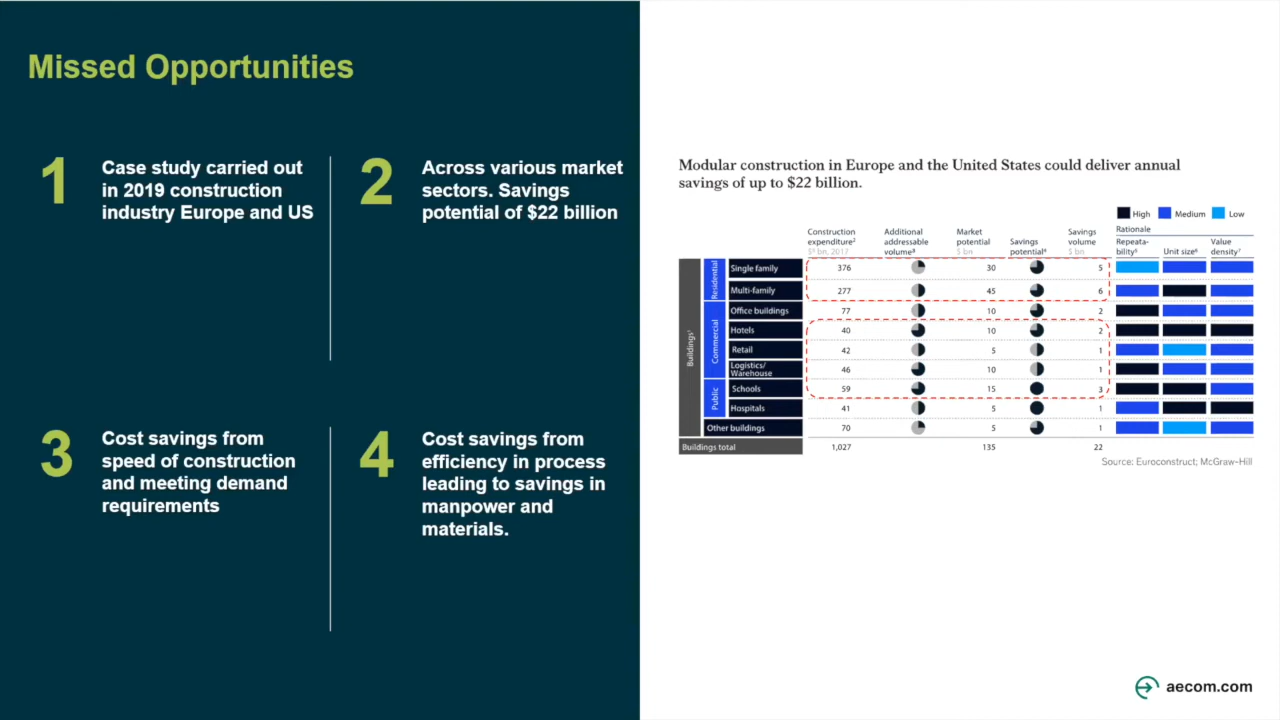 Missed Opportunities
1
Case study carried out
in 2019 construction
industry Europe and US
2
Across various market
sectors. Savings
potential of $22 billion
3
Cost savings from
speed of construction
and meeting demand
requirements
4
Cost savings from
efficiency in process
leading to savings in
manpower and
materials.
Modular construction in Europe and the United States could deliver annual
savings of up to $22 billion.
High Medium Low
Construction expenditure² $³ bn, 2017
Additional addressable volume³
Market potential $ bn
Savings potential⁴
Savings volume $ bn
Rationale
Repeata-bility⁵
Unit size⁶
Value density⁷
Buildings¹
Residential
Single family 376 30 5
Multi-family 277 45 6
Commercial
Office buildings 77 10 2
Hotels 40 10 2
Retail 42 5 1
Logistics/
Warehouse 46 10 1
Public
Schools 59 15 3
Hospitals 41 5 1
Other buildings 70 5 1
Buildings total 1,027 135 22
Source: Euroconstruct; McGraw-Hill
aecom.com